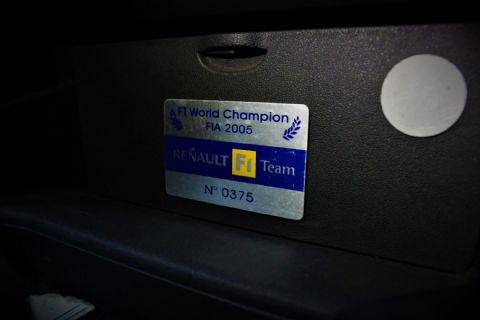 F1 World Champion
FIA 2005
RENAULT F1 Team
N° 0375